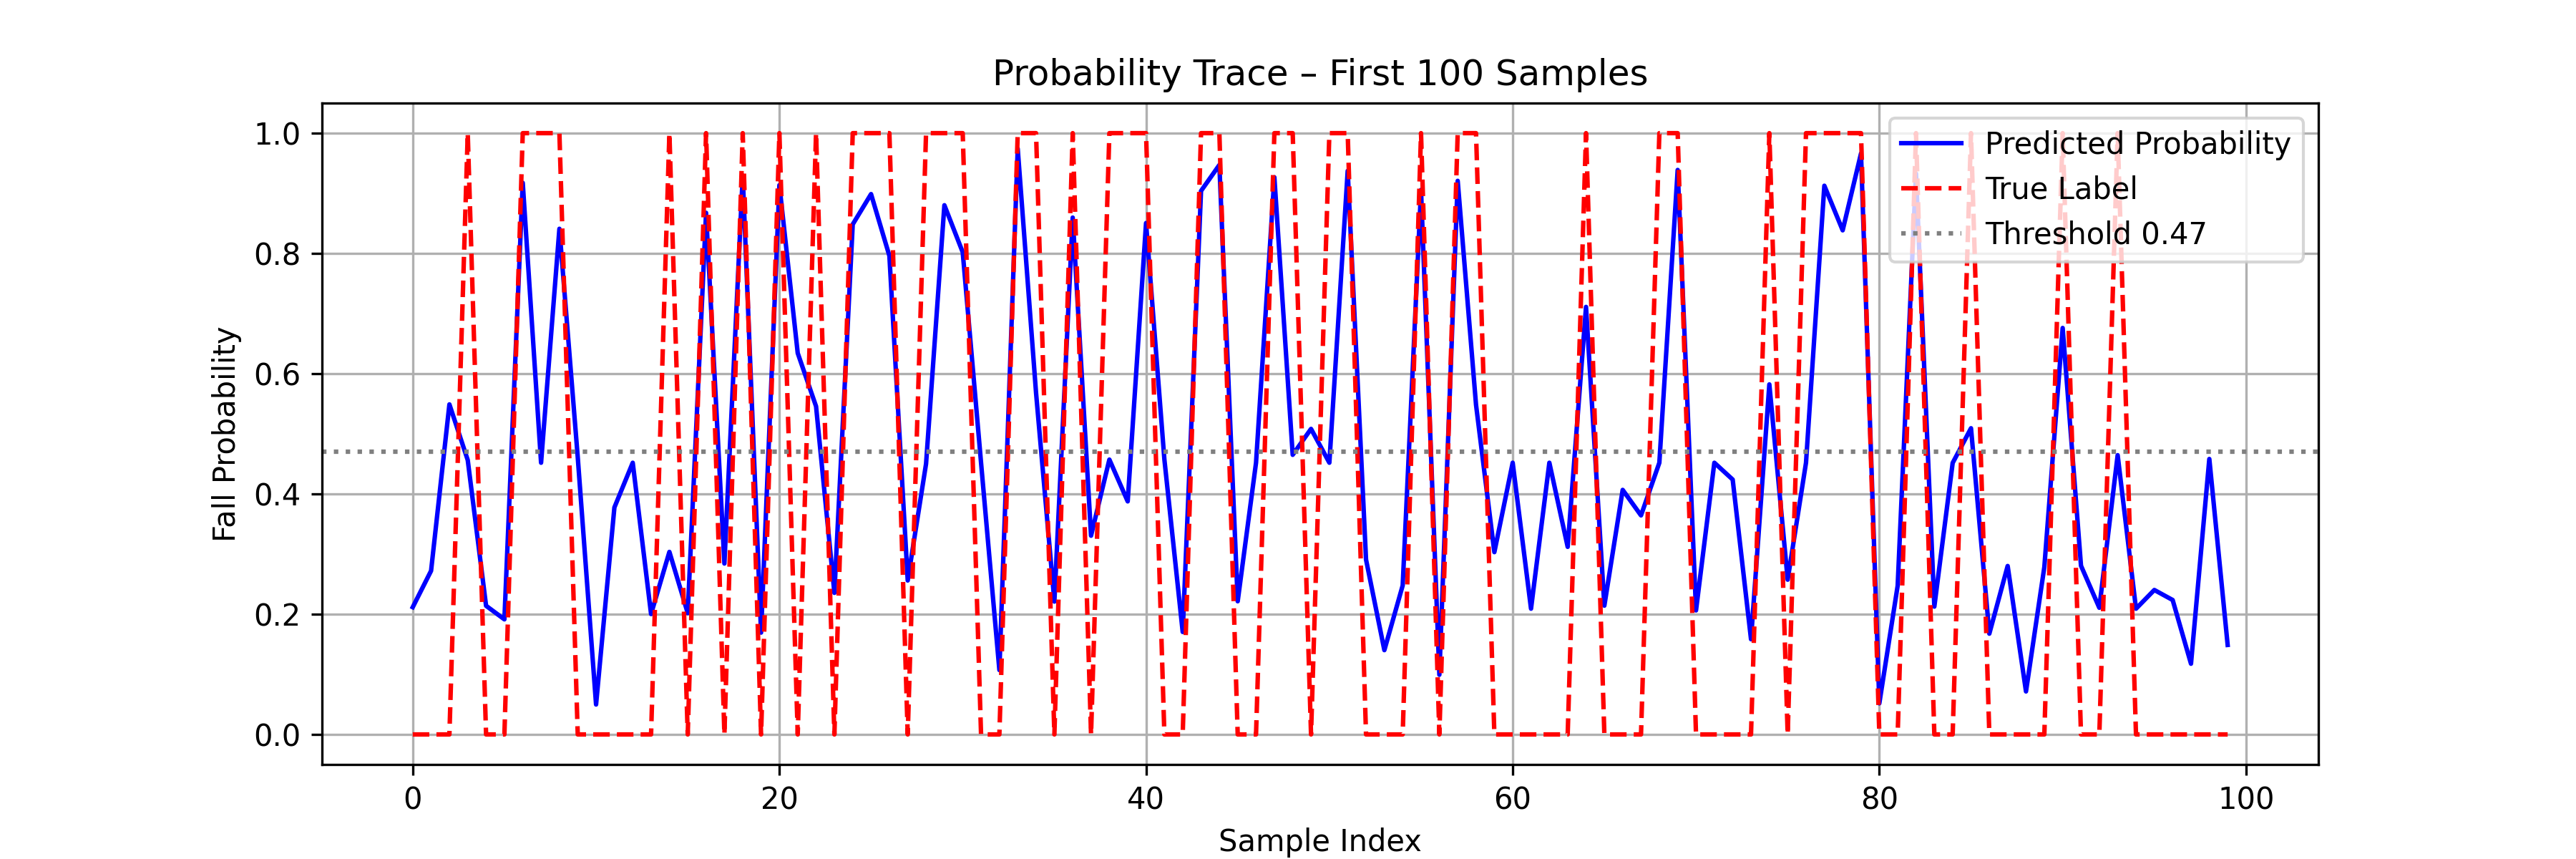 Probability Trace – First 100 Samples
Fall Probability
1.0
0.8
0.6
0.4
0.2
0.0
Predicted Probability
True Label
Threshold 0.47
0 20 40 60 80 100
Sample Index